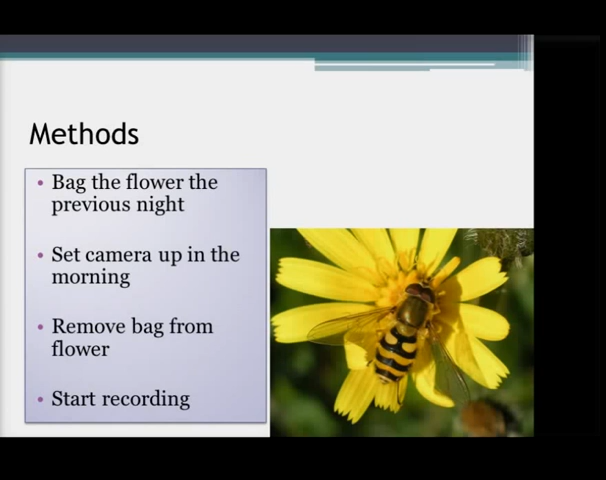 Methods
• Bag the flower the
previous night
• Set camera up in the
morning
• Remove bag from
flower
• Start recording